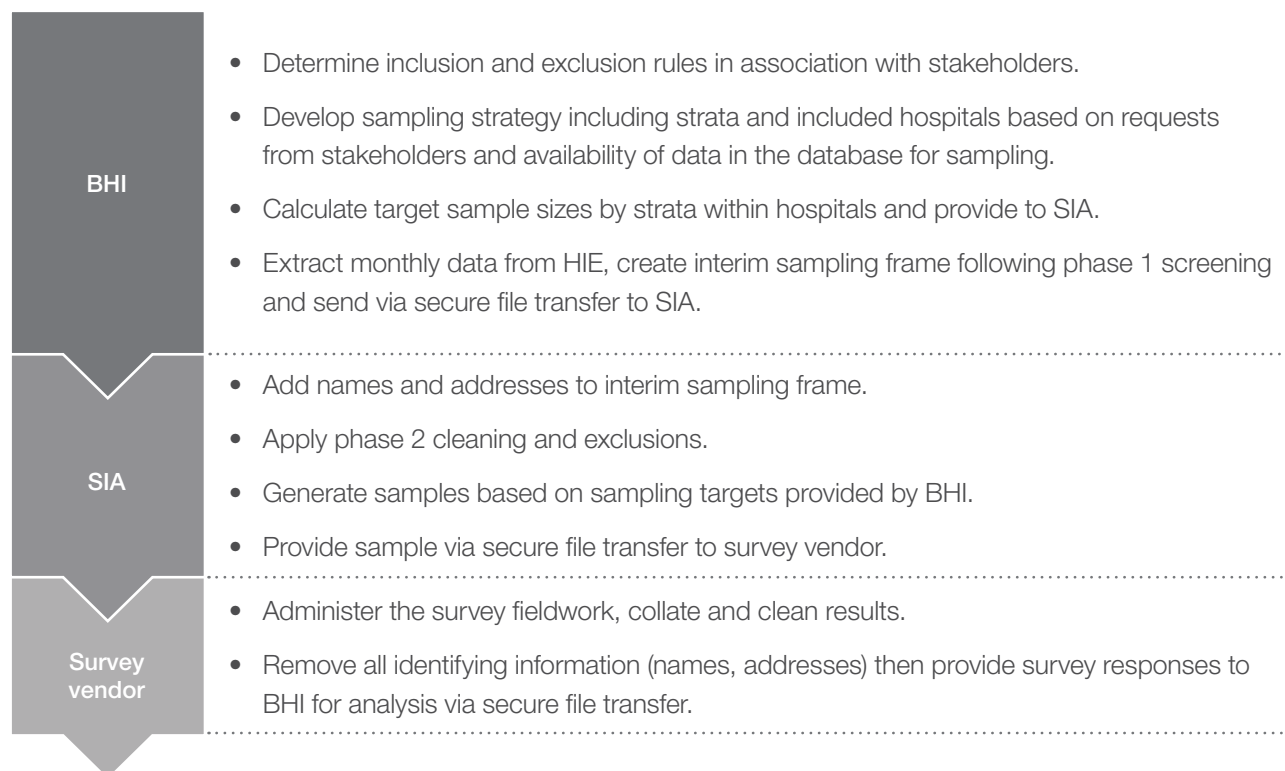 BHI
• Determine inclusion and exclusion rules in association with stakeholders.
• Develop sampling strategy including strata and included hospitals based on requests
from stakeholders and availability of data in the database for sampling.
• Calculate target sample sizes by strata within hospitals and provide to SIA.
• Extract monthly data from HIE, create interim sampling frame following phase 1 screening
and send via secure file transfer to SIA.
SIA
• Add names and addresses to interim sampling frame.
• Apply phase 2 cleaning and exclusions.
• Generate samples based on sampling targets provided by BHI.
• Provide sample via secure file transfer to survey vendor.
Survey
vendor
• Administer the survey fieldwork, collate and clean results.
• Remove all identifying information (names, addresses) then provide survey responses to
BHI for analysis via secure file transfer.